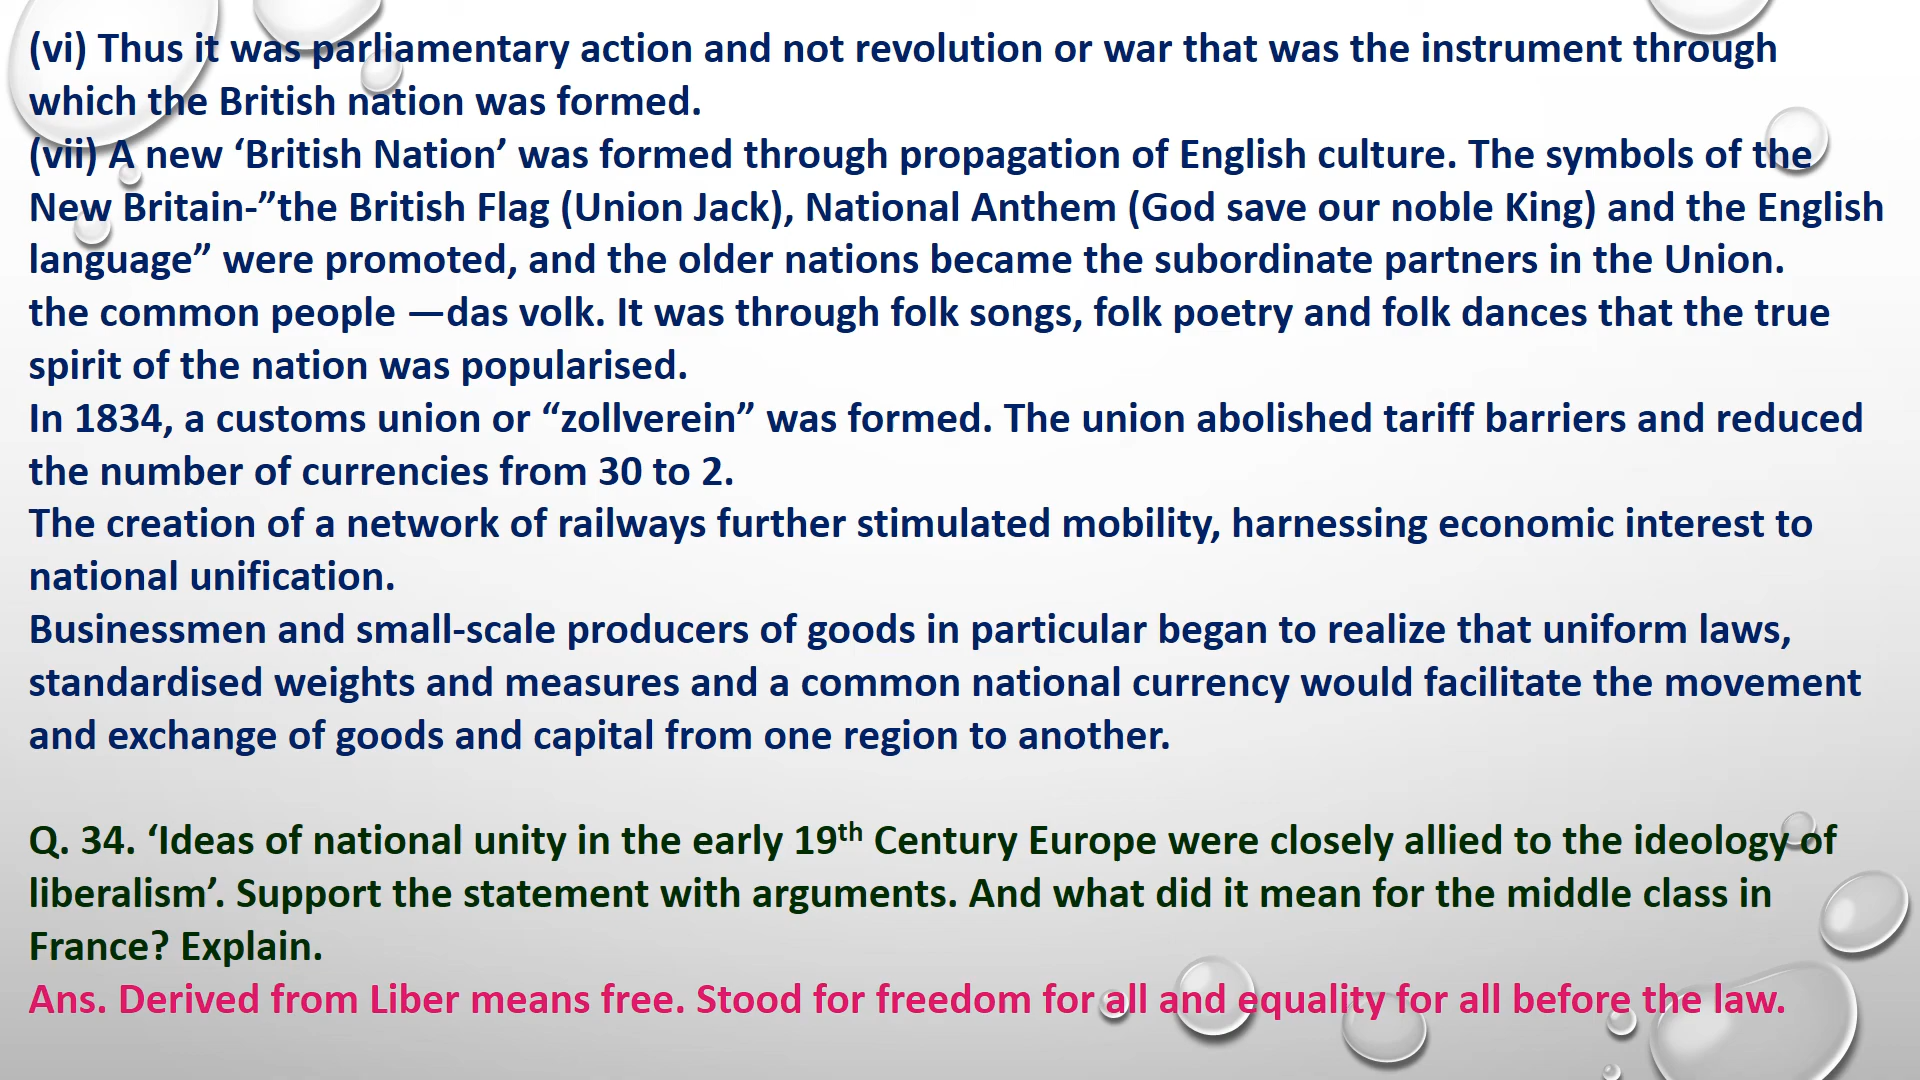 (vi) Thus it was parliamentary action and not revolution or war that was the instrument through
which the British nation was formed.
(vii) A new ‘British Nation’ was formed through propagation of English culture. The symbols of the
New Britain-”the British Flag (Union Jack), National Anthem (God save our noble King) and the English
language” were promoted, and the older nations became the subordinate partners in the Union.
the common people —das volk. It was through folk songs, folk poetry and folk dances that the true
spirit of the nation was popularised.
In 1834, a customs union or “zollverein” was formed. The union abolished tariff barriers and reduced
the number of currencies from 30 to 2.
The creation of a network of railways further stimulated mobility, harnessing economic interest to
national unification.
Businessmen and small-scale producers of goods in particular began to realize that uniform laws,
standardised weights and measures and a common national currency would facilitate the movement
and exchange of goods and capital from one region to another.
Q. 34. ‘Ideas of national unity in the early 19th Century Europe were closely allied to the ideology of
liberalism’. Support the statement with arguments. And what did it mean for the middle class in
France? Explain.
Ans. Derived from Liber means free. Stood for freedom for all and equality for all before the law.